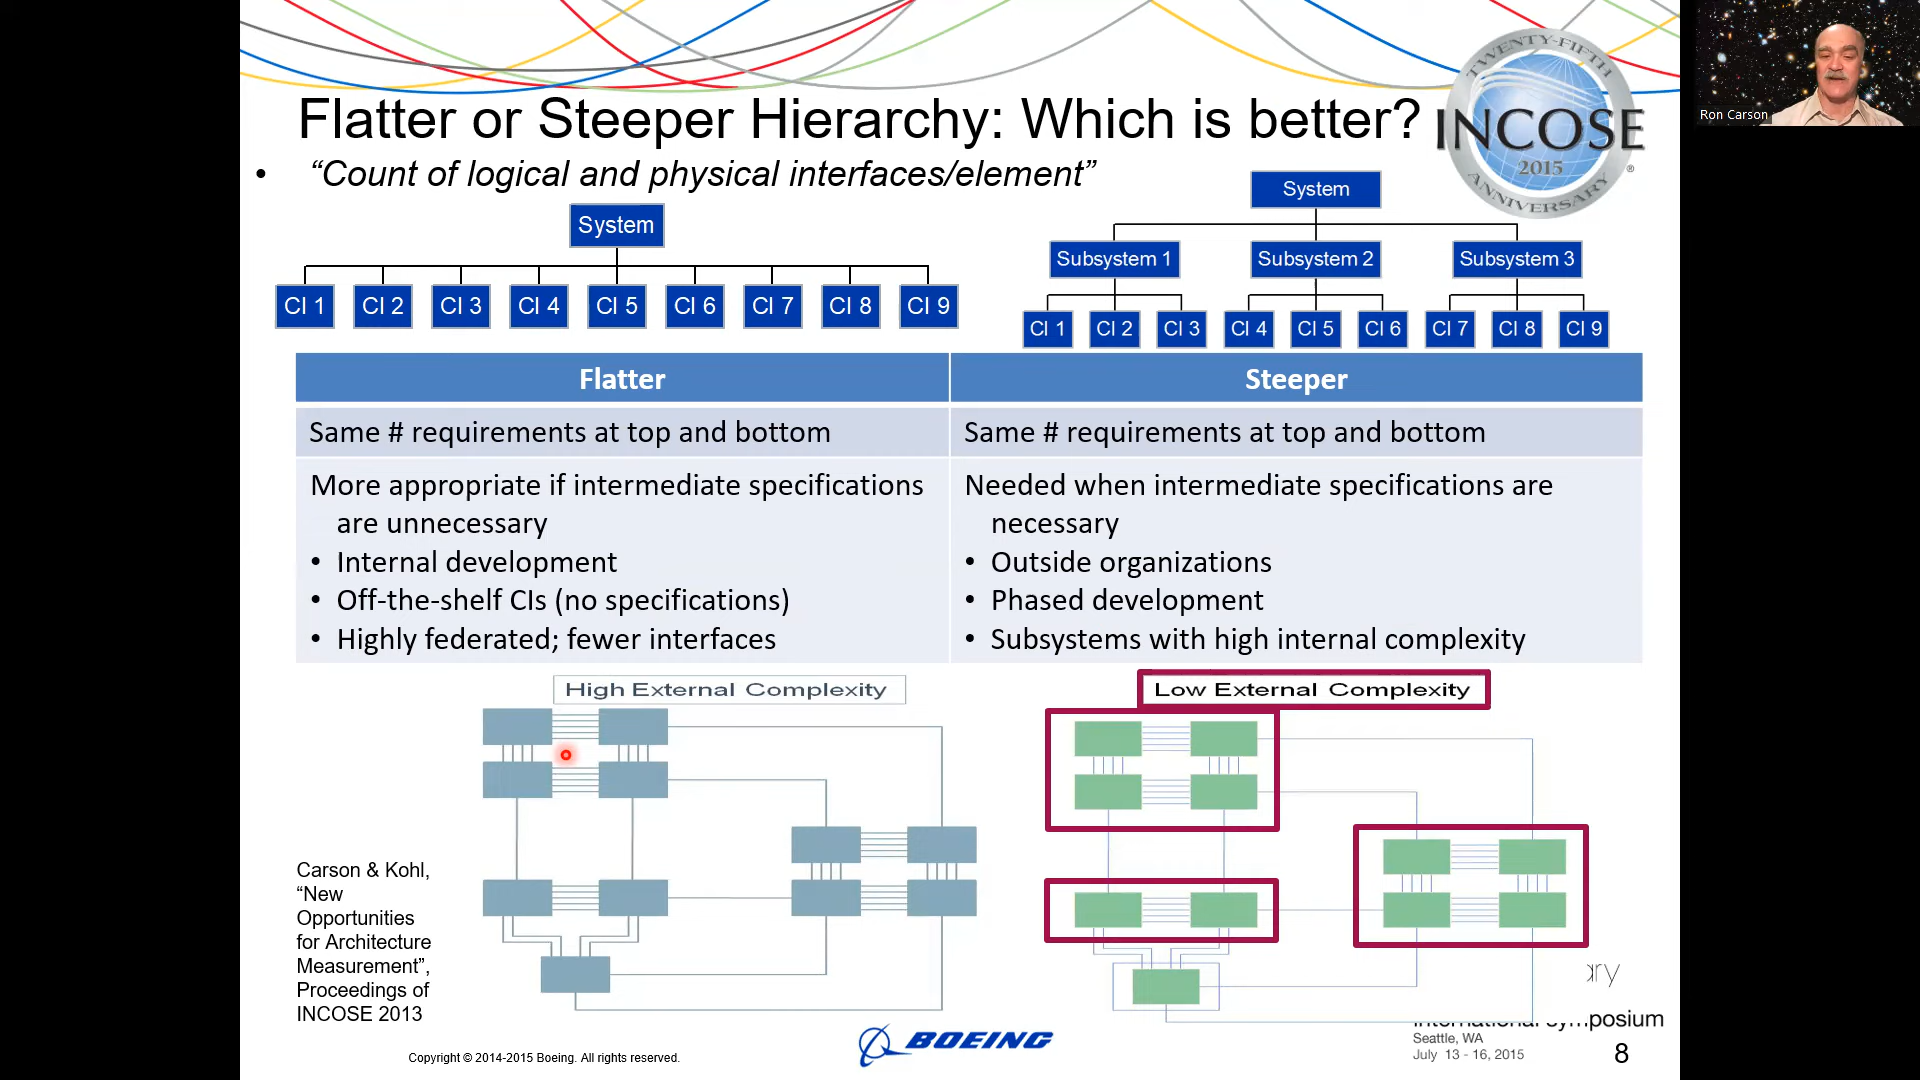 Flatter or Steeper Hierarchy: Which is better?
• “Count of logical and physical interfaces/element”
TWENTY-FIFTH
INCOSE
2015
®
ANNIVERSARY
Ron Carson
System
CI 1 CI 2 CI 3 CI 4 CI 5 CI 6 CI 7 CI 8 CI 9
System
Subsystem 1 Subsystem 2 Subsystem 3
CI 1 CI 2 CI 3 CI 4 CI 5 CI 6 CI 7 CI 8 CI 9
Flatter
Steeper
Same # requirements at top and bottom
Same # requirements at top and bottom
More appropriate if intermediate specifications
are unnecessary
• Internal development
• Off-the-shelf CIs (no specifications)
• Highly federated; fewer interfaces
Needed when intermediate specifications are
necessary
• Outside organizations
• Phased development
• Subsystems with high internal complexity
High External Complexity
Low External Complexity
Carson & Kohl,
“New
Opportunities
for Architecture
Measurement”,
Proceedings of
INCOSE 2013
Copyright © 2014-2015 Boeing. All rights reserved.
BOEING
international symposium
Seattle, WA
July 13 - 16, 2015
8